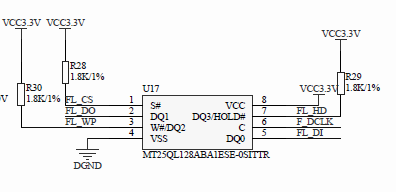 VCC3.3V VCC3.3V
VCC3.3V
R28
1.8K/1%
R30
1.8K/1%
R29
1.8K/1%
U17
VCC3.3V
FL_CS 1 S# VCC 8
FL_DO 2 DQ1 DQ3/HOLD# 7 FL_HD
FL_WP 3 W#/DQ2 C 6 F_DCLK
4 VSS DQ0 5 FL_DI
MT25QL128ABA1ESE-0SITTR
DGND